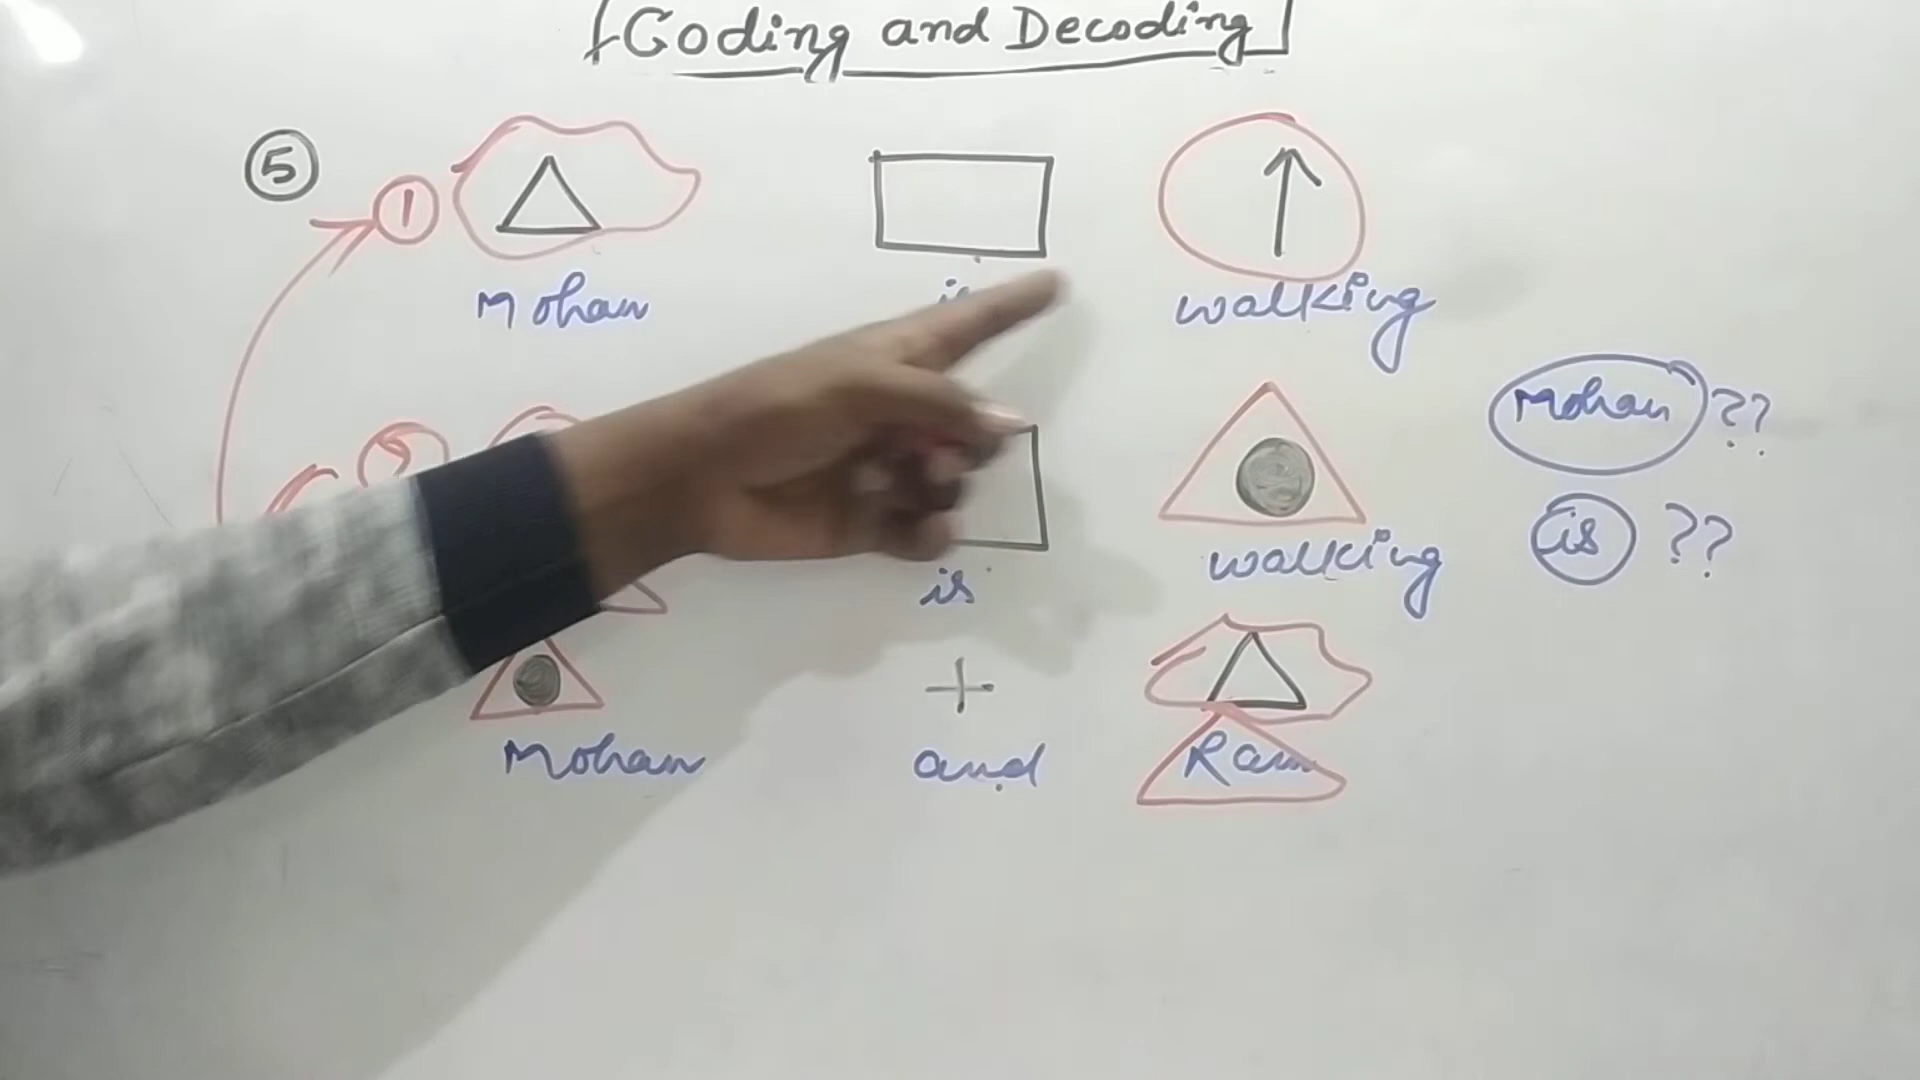 Coding and Decoding
5
1
Mohan walking
Mohan ??
is ??
is walking
+
Mohan and Ram